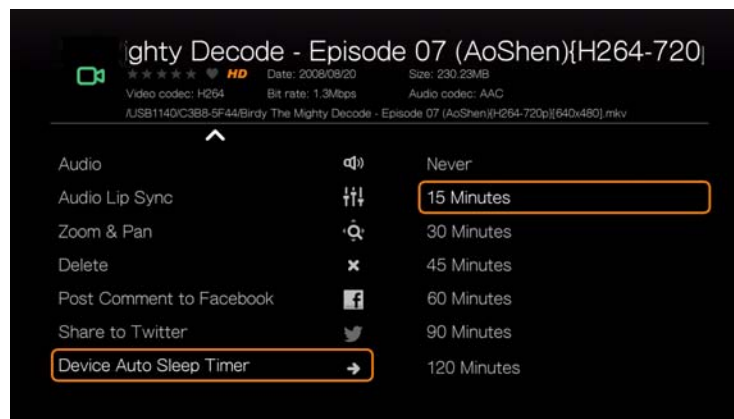 ighty Decode - Episode 07 (AoShen){H264-720p
HD Date: 2008/08/20 Size: 230.23MB
Video codec: H264 Bit rate: 1.3Mbps Audio codec: AAC
/USB1140/C3B8-5F44/Birdy The Mighty Decode - Episode 07 (AoShen){H264-720p}[640x480].mkv
Audio
Audio Lip Sync
Zoom & Pan
Delete
Post Comment to Facebook
Share to Twitter
Device Auto Sleep Timer
Never
15 Minutes
30 Minutes
45 Minutes
60 Minutes
90 Minutes
120 Minutes